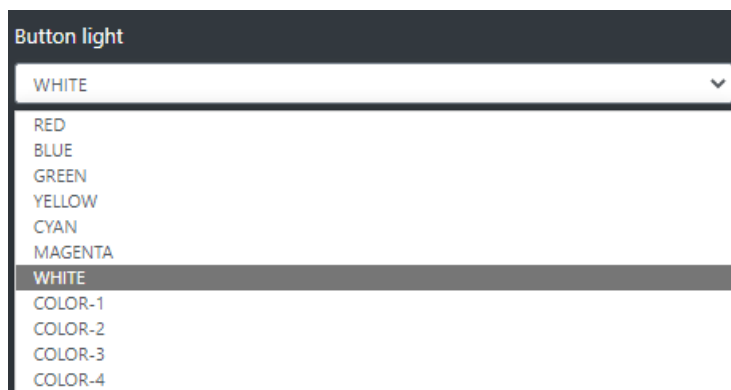 Button light
WHITE
RED
BLUE
GREEN
YELLOW
CYAN
MAGENTA
WHITE
COLOR-1
COLOR-2
COLOR-3
COLOR-4